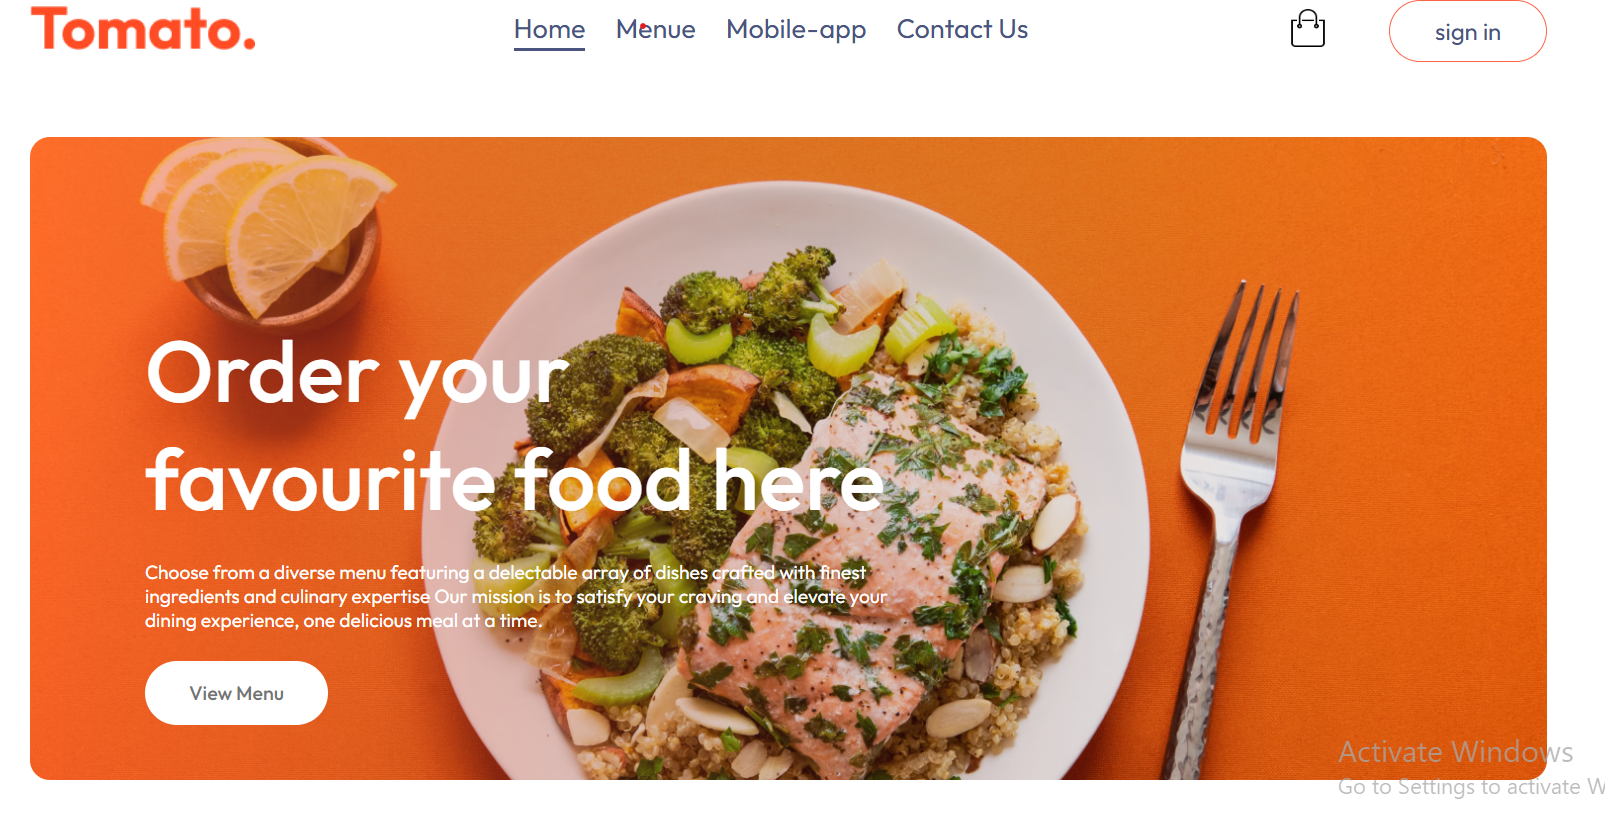 Tomato.
Home Menue Mobile-app Contact Us
sign in
Order your
favourite food here
Choose from a diverse menu featuring a delectable array of dishes crafted with finest
ingredients and culinary expertise Our mission is to satisfy your craving and elevate your
dining experience, one delicious meal at a time.
View Menu
Activate Windows
Go to Settings to activate W